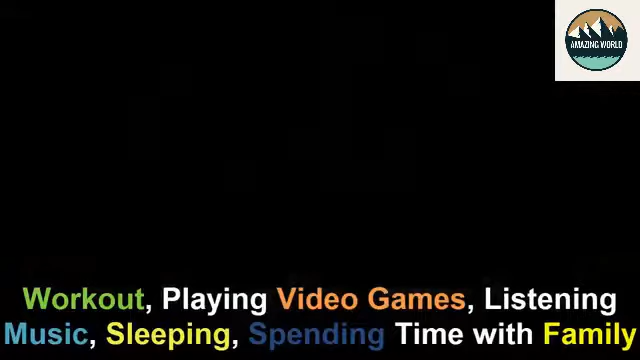 AMAZING WORLD
Workout, Playing Video Games, Listening
Music, Sleeping, Spending Time with Family